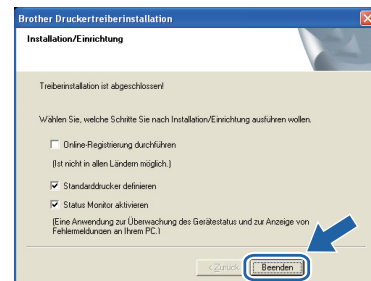 Brother Druckertreiberinstallation
Installation/Einrichtung
Treiberinstallation ist abgeschlossen!
Wählen Sie, welche Schritte Sie nach Installation/Einrichtung ausführen wollen.
Online-Registrierung durchführen
(Ist nicht in allen Ländern möglich.)
Standarddrucker definieren
Status Monitor aktivieren
(Eine Anwendung zur Überwachung des Gerätestatus und zur Anzeige von
Fehlermeldungen an Ihrem PC.)
< Zurück
Beenden